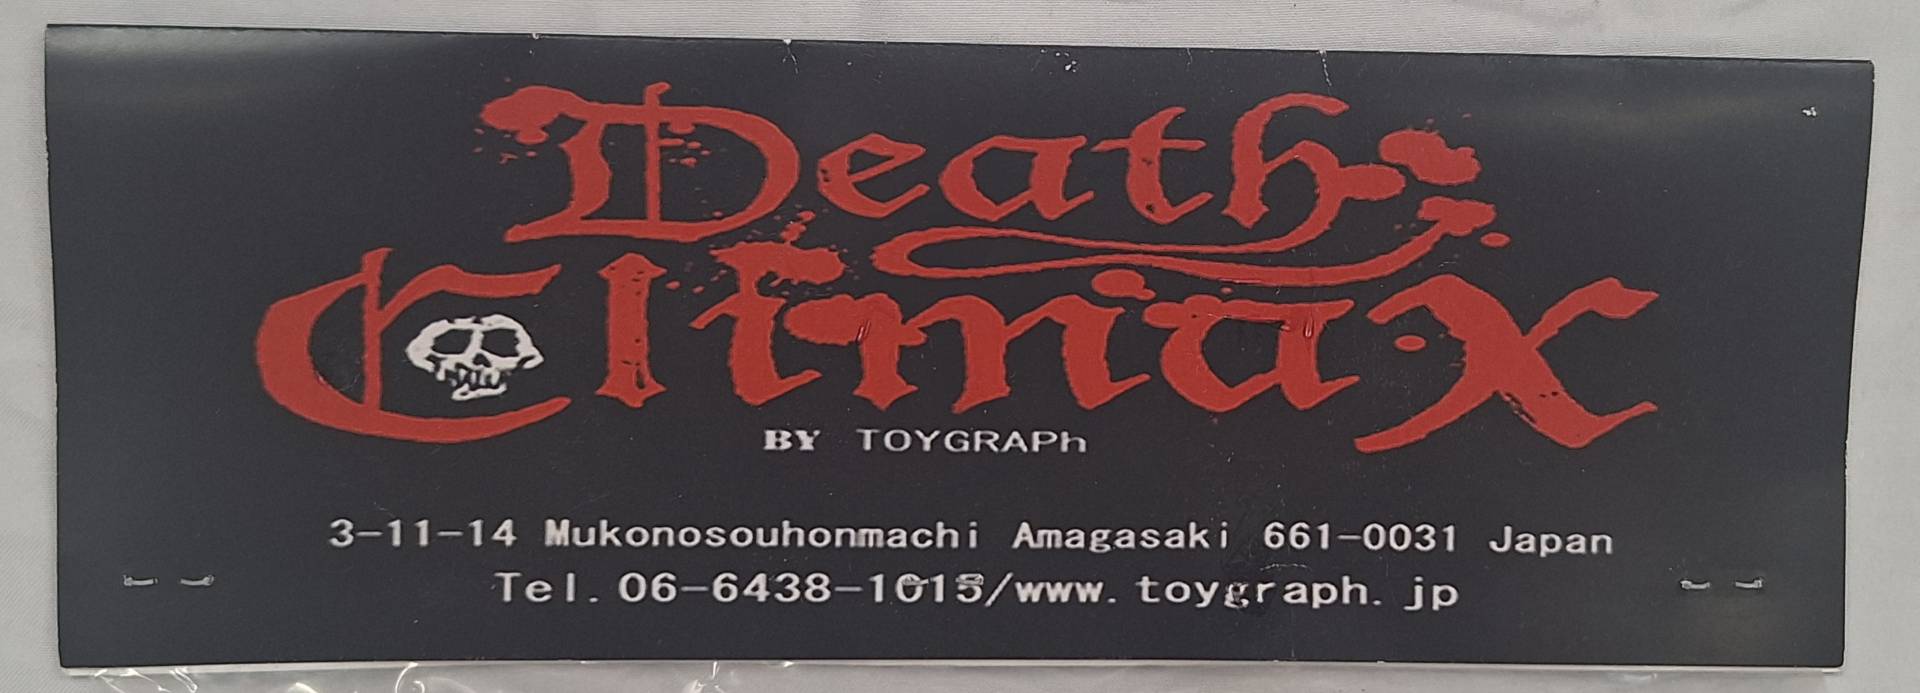 Death
Climax
BY TOYGRAPh
3-11-14 Mukonosouhonmachi Amagasaki 661-0031 Japan
Tel.06-6438-1015/www.toygraph.jp